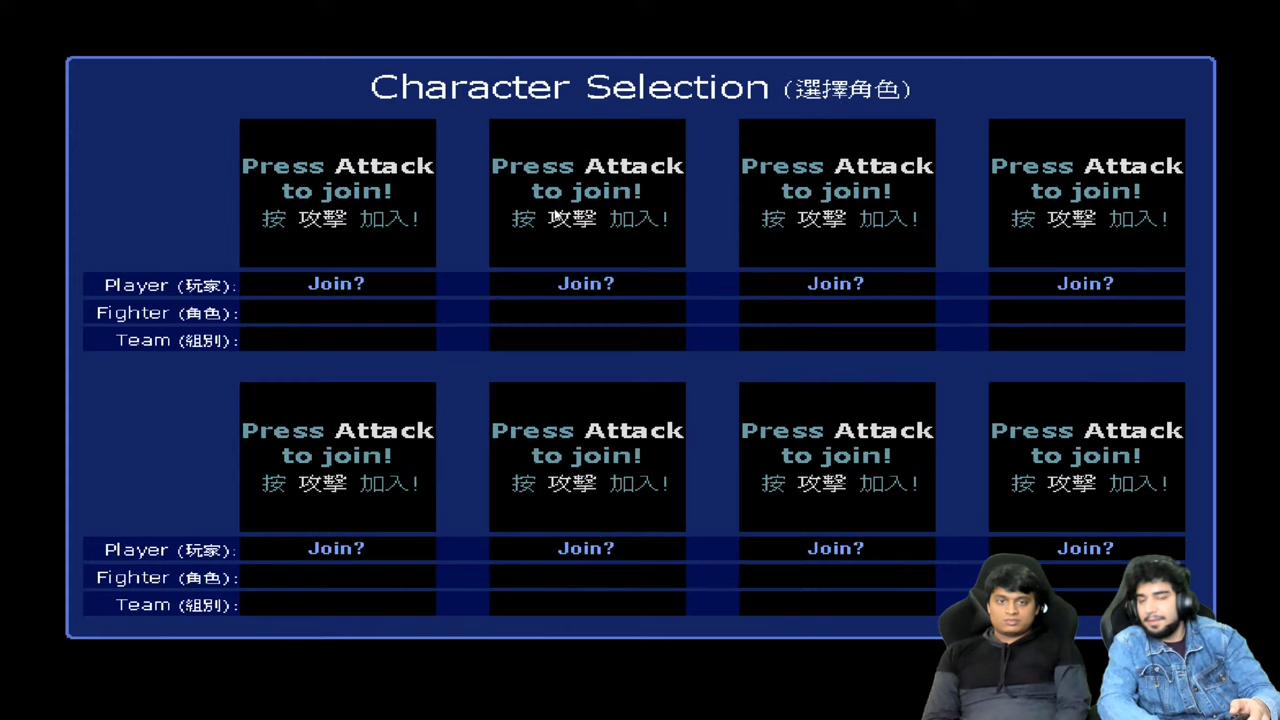 Character Selection (選擇角色)
Press Attack to join! 按 攻擊 加入!
Press Attack to join! 按 攻擊 加入!
Press Attack to join! 按 攻擊 加入!
Press Attack to join! 按 攻擊 加入!
Player (玩家): Join? Join? Join? Join?
Fighter (角色):
Team (組別):
Press Attack to join! 按 攻擊 加入!
Press Attack to join! 按 攻擊 加入!
Press Attack to join! 按 攻擊 加入!
Press Attack to join! 按 攻擊 加入!
Player (玩家): Join? Join? Join? Join?
Fighter (角色):
Team (組別):